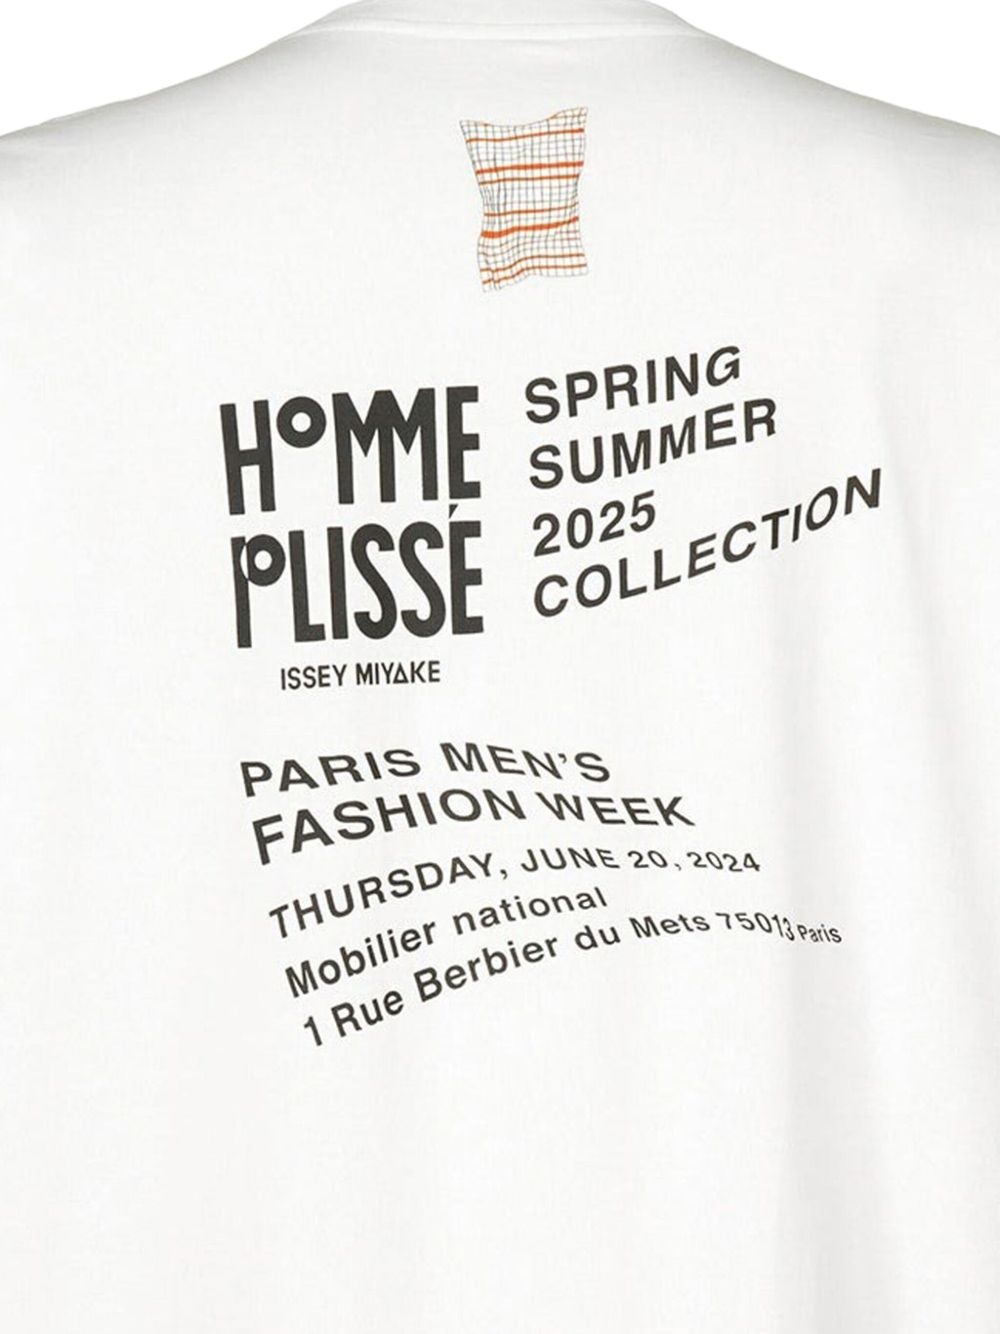 HOMME
PLISSÉ
ISSEY MIYAKE
SPRING
SUMMER
2025
COLLECTION
PARIS MEN'S
FASHION WEEK
THURSDAY, JUNE 20, 2024
Mobilier national
1 Rue Berbier du Mets 75013 Paris